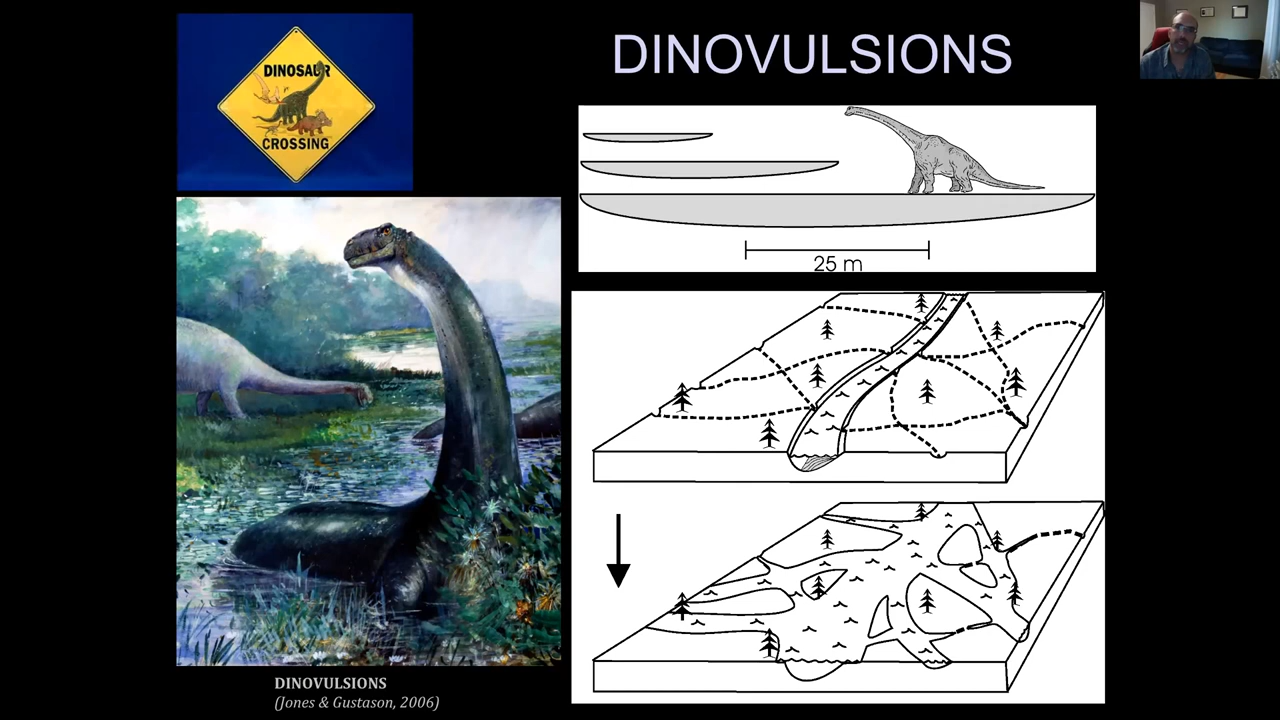 DINOSAUR
CROSSING
DINOVULSIONS
25 m
DINOVULSIONS
(Jones & Gustason, 2006)